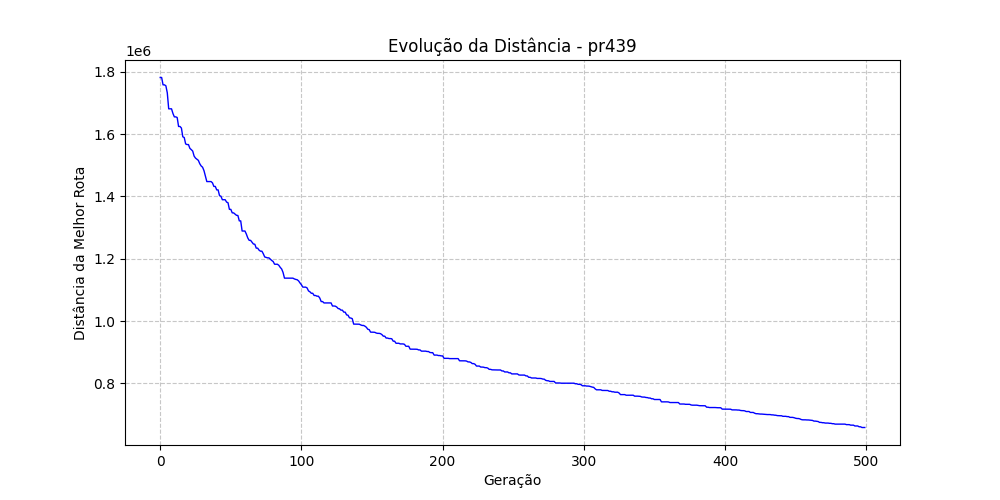 Evolução da Distância - pr439
1e6
1.8
1.6
1.4
1.2
1.0
0.8
Distância da Melhor Rota
0 100 200 300 400 500
Geração